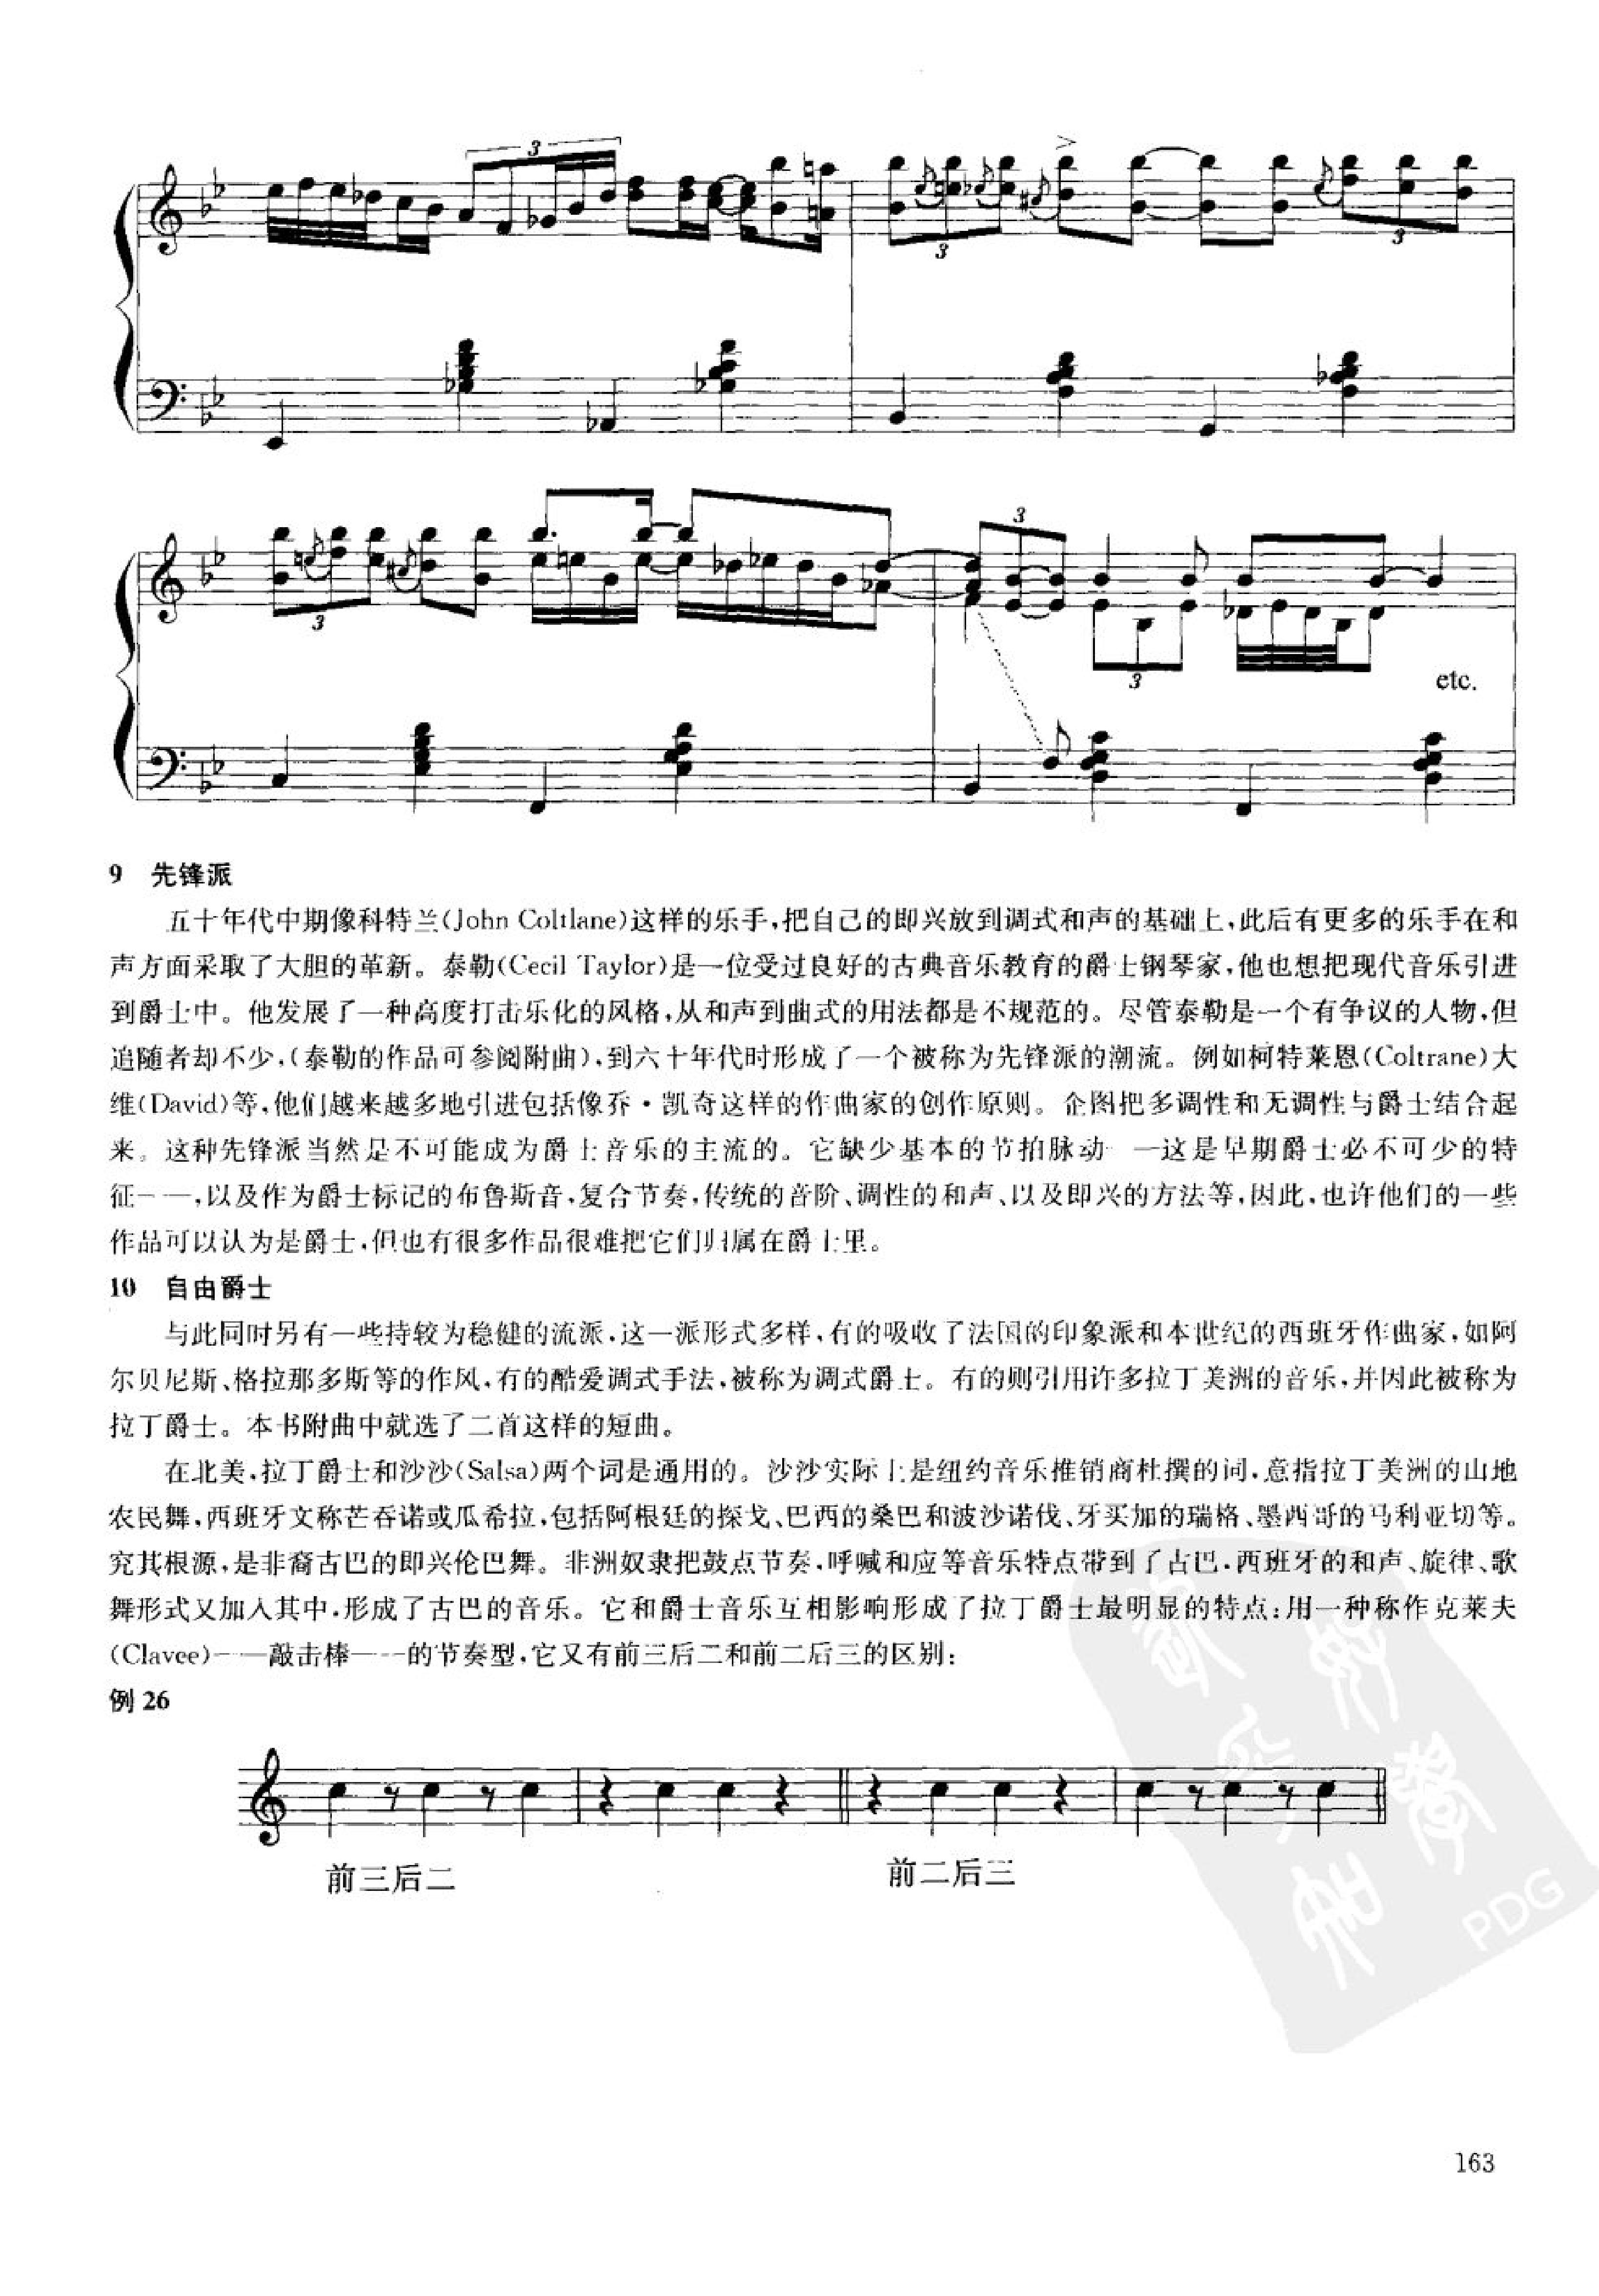 3
3
3
3
3
3
etc.
9 先锋派
五十年代中期像科特兰(John Coltlane)这样的乐手,把自己的即兴放到调式和声的基础上,此后有更多的乐手在和
声方面采取了大胆的革新。泰勒(Cecil Taylor)是一位受过良好的古典音乐教育的爵士钢琴家,他也想把现代音乐引进
到爵士中。他发展了一种高度打击乐化的风格,从和声到曲式的用法都是不规范的。尽管泰勒是一个有争议的人物,但
追随者却不少,(泰勒的作品可参阅附曲),到六十年代时形成了一个被称为先锋派的潮流。例如柯特莱恩(Coltrane)大
维(David)等,他们越来越多地引进包括像乔·凯奇这样的作曲家的创作原则。企图把多调性和无调性与爵士结合起
来。这种先锋派当然是不可能成为爵士音乐的主流的。它缺少基本的节拍脉动——这是早期爵士必不可少的特
征——,以及作为爵士标记的布鲁斯音,复合节奏,传统的音阶、调性的和声、以及即兴的方法等,因此,也许他们的一些
作品可以认为是爵士,但也有很多作品很难把它们归属在爵士里。
10 自由爵士
与此同时另有一些持较为稳健的流派,这一派形式多样,有的吸收了法国的印象派和本世纪的西班牙作曲家,如阿
尔贝尼斯、格拉那多斯等的作风,有的酷爱调式手法,被称为调式爵士。有的则引用许多拉丁美洲的音乐,并因此被称为
拉丁爵士。本书附曲中就选了二首这样的短曲。
在北美,拉丁爵士和沙沙(Salsa)两个词是通用的。沙沙实际上是纽约音乐推销商杜撰的词,意指拉丁美洲的山地
农民舞,西班牙文称芒吞诺或瓜希拉,包括阿根廷的探戈、巴西的桑巴和波沙诺伐、牙买加的瑞格、墨西哥的马利亚切等。
究其根源,是非裔古巴的即兴伦巴舞。非洲奴隶把鼓点节奏,呼喊和应等音乐特点带到了古巴,西班牙的和声、旋律、歌
舞形式又加入其中,形成了古巴的音乐。它和爵士音乐互相影响形成了拉丁爵士最明显的特点:用一种称作克莱夫
(Clavee)——敲击棒——的节奏型,它又有前三后二和前二后三的区别:
例 26
前三后二 前二后三
PDG
163